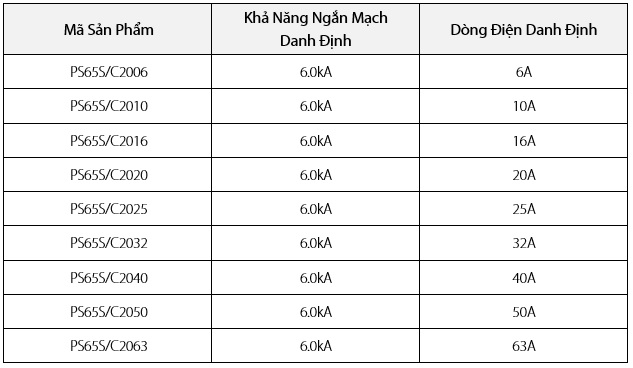 Mã Sản Phẩm Khả Năng Ngắn Mạch Danh Định Dòng Điện Danh Định
PS65S/C2006 6.0kA 6A
PS65S/C2010 6.0kA 10A
PS65S/C2016 6.0kA 16A
PS65S/C2020 6.0kA 20A
PS65S/C2025 6.0kA 25A
PS65S/C2032 6.0kA 32A
PS65S/C2040 6.0kA 40A
PS65S/C2050 6.0kA 50A
PS65S/C2063 6.0kA 63A